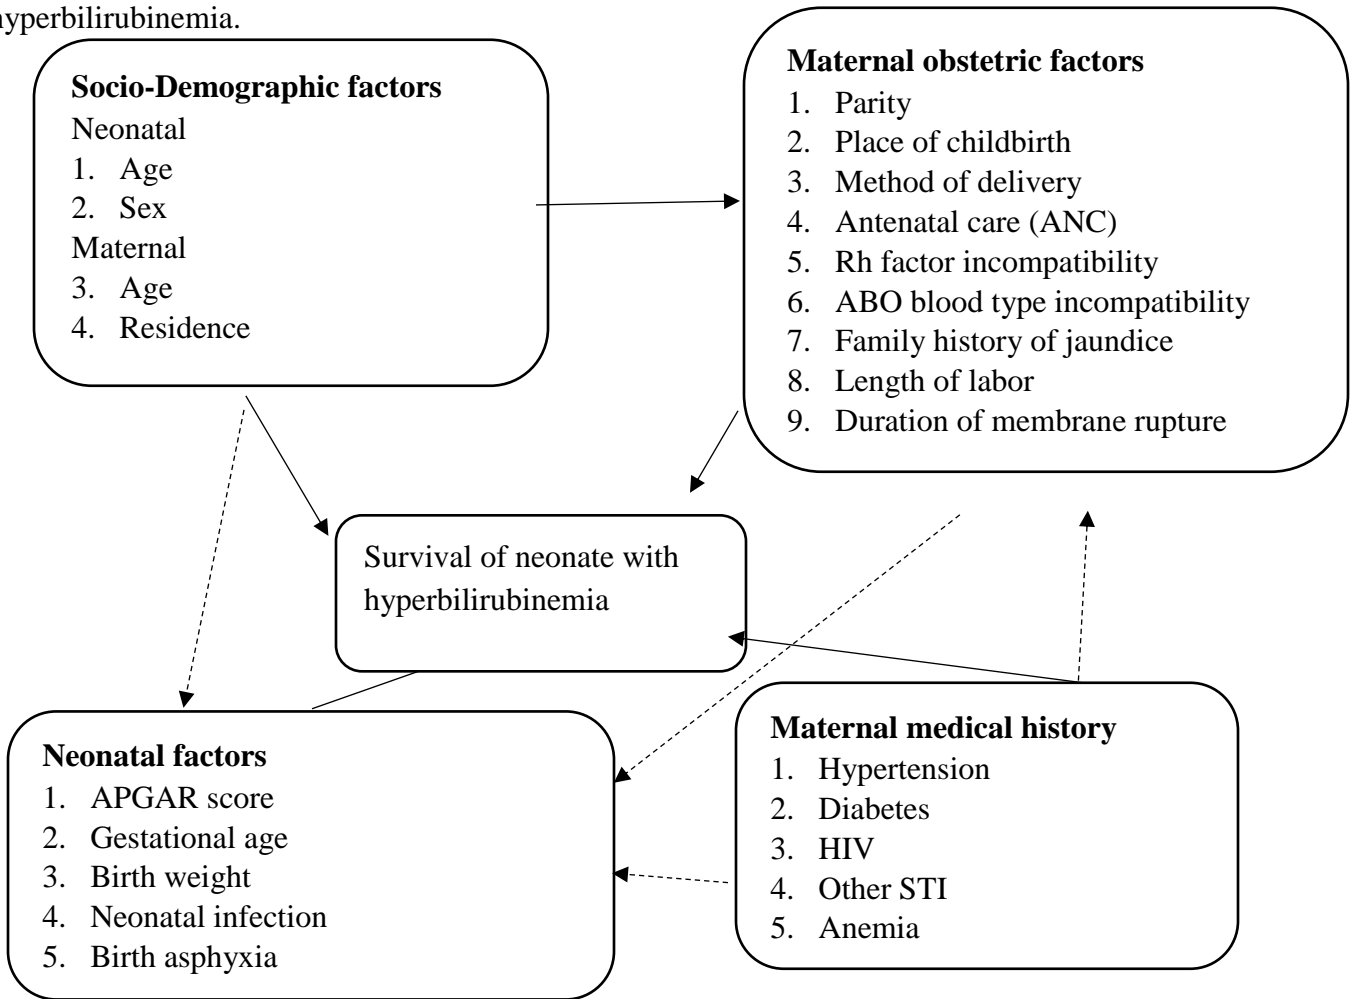 hyperbilirubinemia.
Socio-Demographic factors
Neonatal
1. Age
2. Sex
Maternal
3. Age
4. Residence
Maternal obstetric factors
1. Parity
2. Place of childbirth
3. Method of delivery
4. Antenatal care (ANC)
5. Rh factor incompatibility
6. ABO blood type incompatibility
7. Family history of jaundice
8. Length of labor
9. Duration of membrane rupture
Survival of neonate with
hyperbilirubinemia
Neonatal factors
1. APGAR score
2. Gestational age
3. Birth weight
4. Neonatal infection
5. Birth asphyxia
Maternal medical history
1. Hypertension
2. Diabetes
3. HIV
4. Other STI
5. Anemia